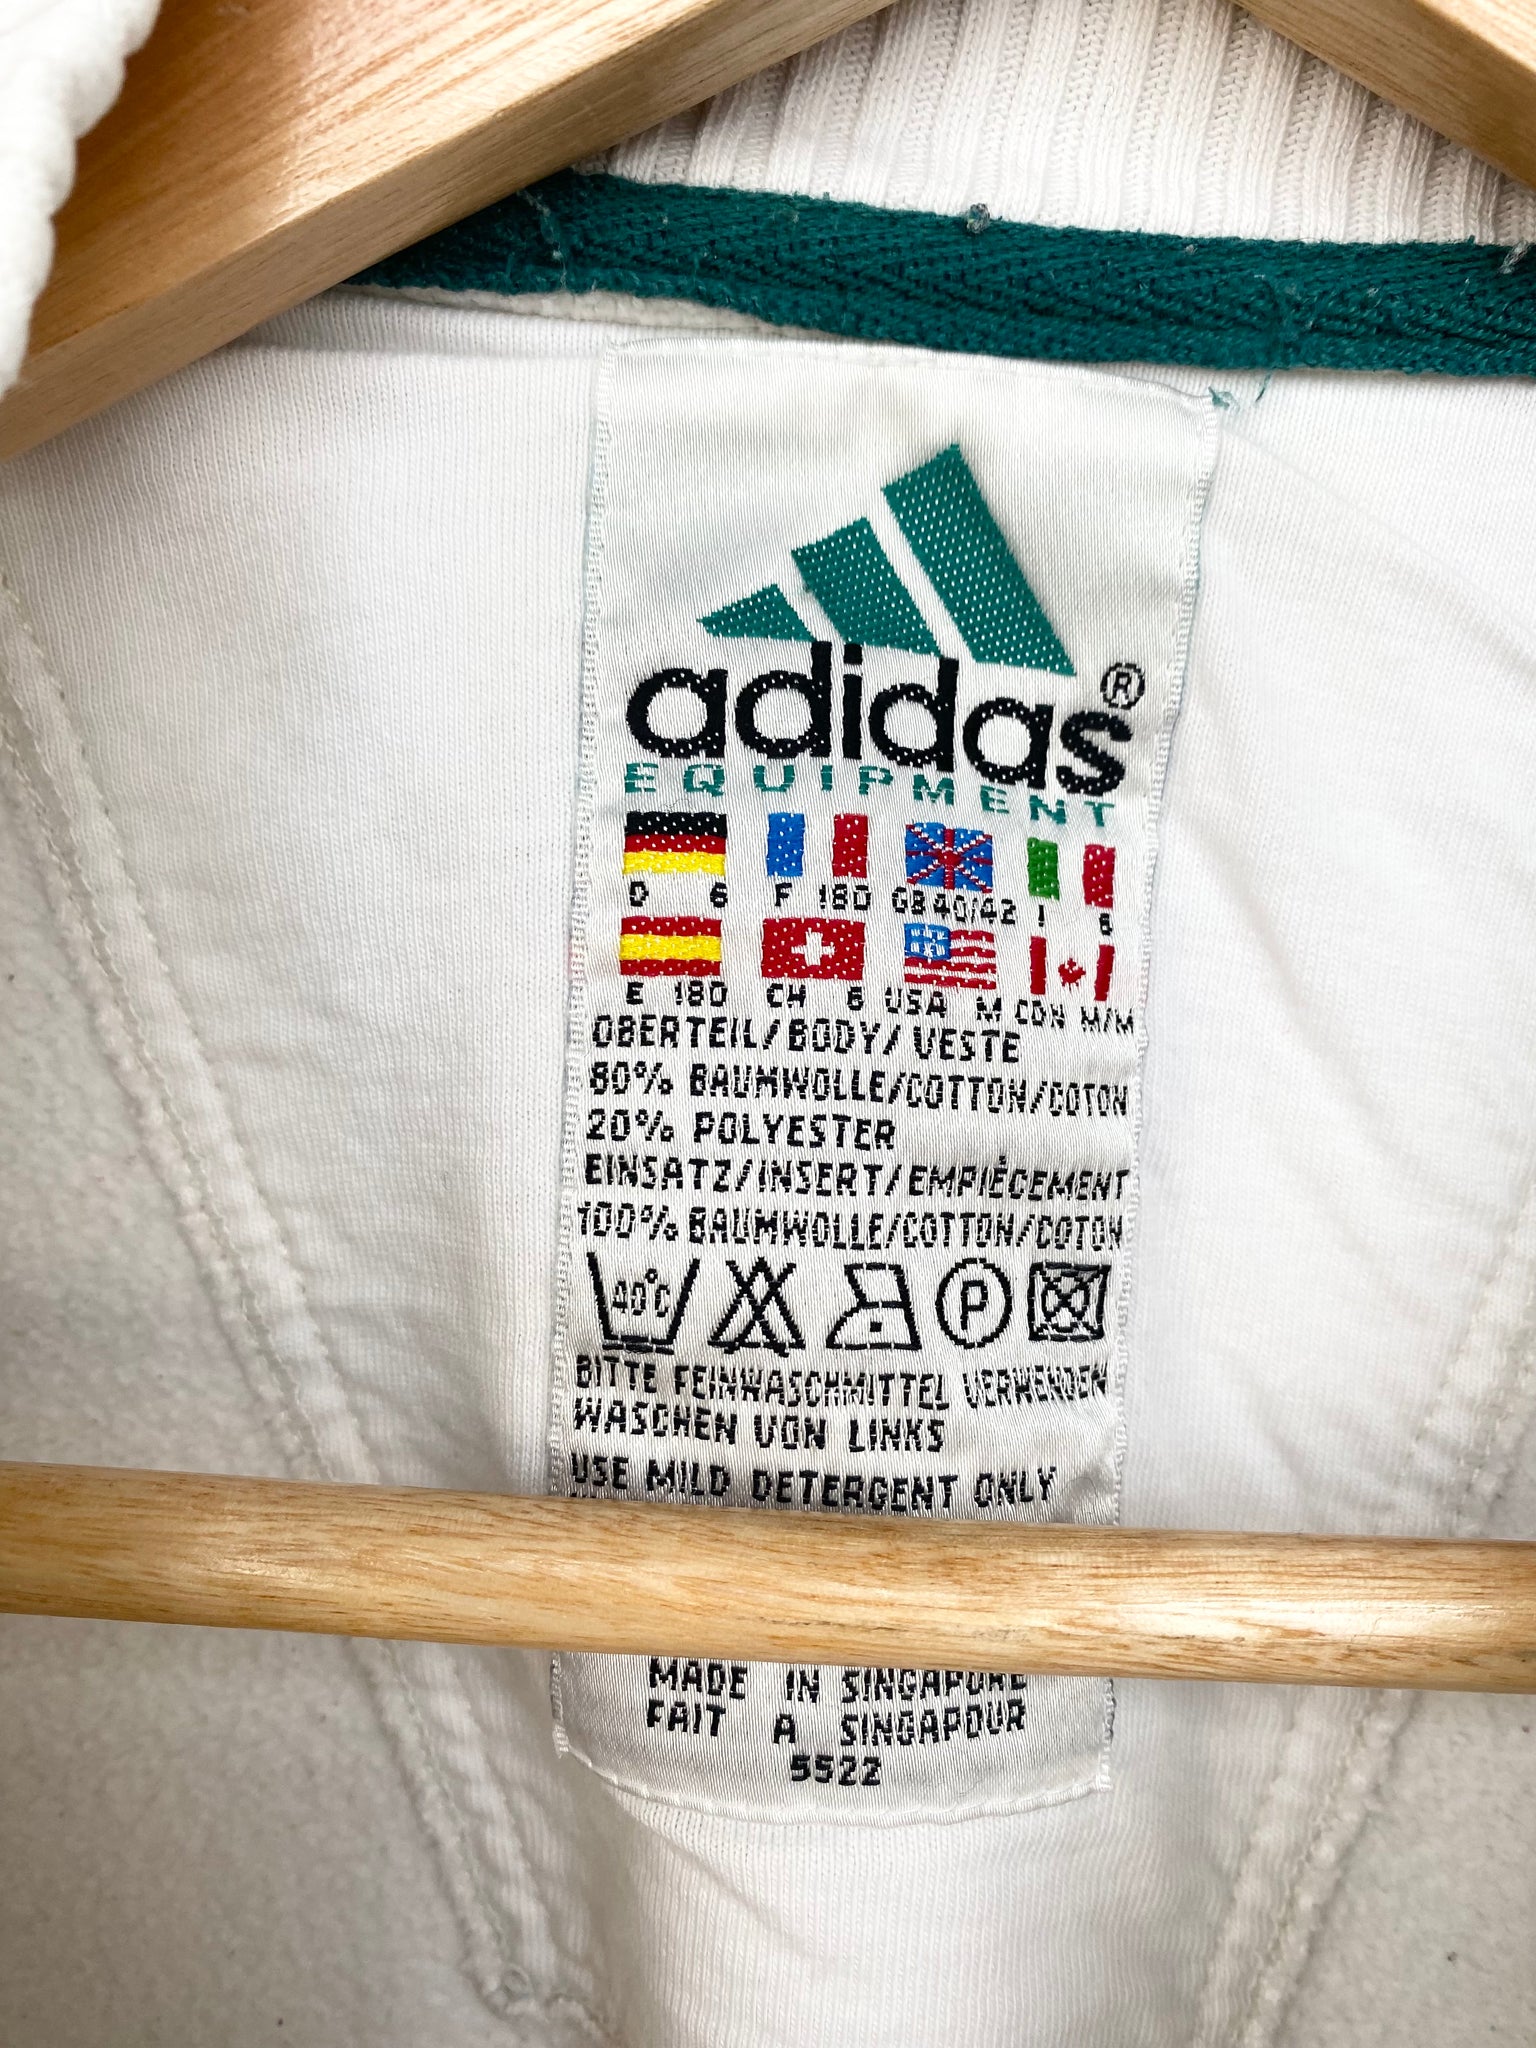 adidas®
EQUIPMENT
D 6 F 180 GB 40/42 I 6
E 180 CH 6 USA M CDN M/M
OBERTEIL/BODY/VESTE
80% BAUMWOLLE/COTTON/COTON
20% POLYESTER
EINSATZ/INSERT/EMPIÈCEMENT
100% BAUMWOLLE/COTTON/COTON
40°C P
BITTE FEINWASCHMITTEL VERWENDEN
WASCHEN VON LINKS
USE MILD DETERGENT ONLY
MADE IN SINGAPORE
FAIT A SINGAPOUR
5522